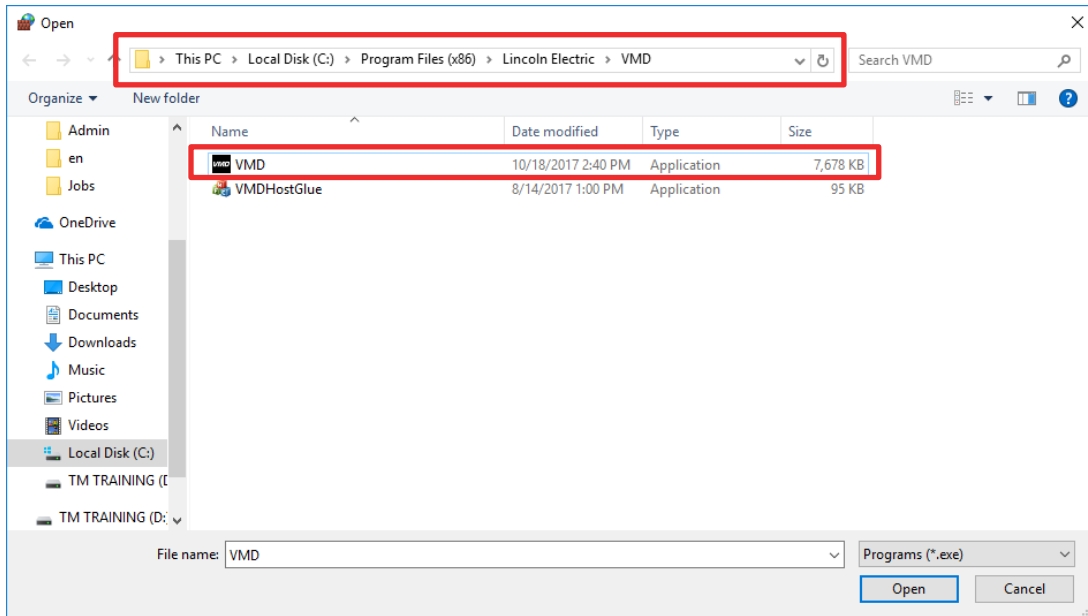 Open
This PC > Local Disk (C:) > Program Files (x86) > Lincoln Electric > VMD
Search VMD
Organize New folder
Name Date modified Type Size
VMD VMD 10/18/2017 2:40 PM Application 7,678 KB
VMDHostGlue 8/14/2017 1:00 PM Application 95 KB
Admin
en
Jobs
OneDrive
This PC
Desktop
Documents
Downloads
Music
Pictures
Videos
Local Disk (C:)
TM TRAINING (D
TM TRAINING (D:)
File name: VMD Programs (*.exe)
Open Cancel